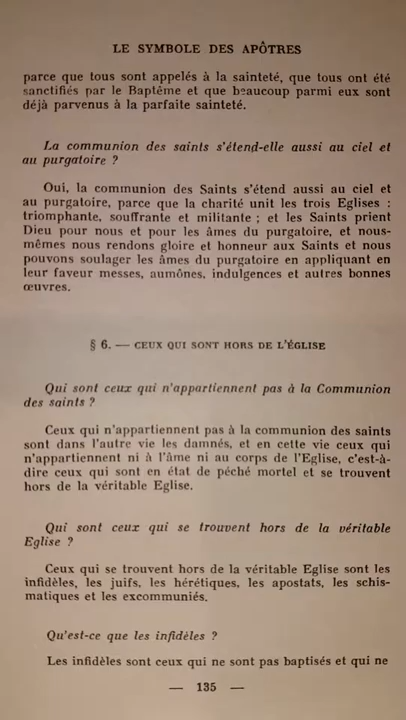 LE SYMBOLE DES APÔTRES
parce que tous sont appelés à la sainteté, que tous ont été
sanctifiés par le Baptême et que beaucoup parmi eux sont
déjà parvenus à la parfaite sainteté.
La communion des saints s'étend-elle aussi au ciel et
au purgatoire ?
Oui, la communion des Saints s'étend aussi au ciel et
au purgatoire, parce que la charité unit les trois Eglises :
triomphante, souffrante et militante ; et les Saints prient
Dieu pour nous et pour les âmes du purgatoire, et nous-
mêmes nous rendons gloire et honneur aux Saints et nous
pouvons soulager les âmes du purgatoire en appliquant en
leur faveur messes, aumônes, indulgences et autres bonnes
œuvres.
§ 6. — CEUX QUI SONT HORS DE L'ÉGLISE
Qui sont ceux qui n'appartiennent pas à la Communion
des saints ?
Ceux qui n'appartiennent pas à la communion des saints
sont dans l'autre vie les damnés, et en cette vie ceux qui
n'appartiennent ni à l'âme ni au corps de l'Eglise, c'est-à-
dire ceux qui sont en état de péché mortel et se trouvent
hors de la véritable Eglise.
Qui sont ceux qui se trouvent hors de la véritable
Eglise ?
Ceux qui se trouvent hors de la véritable Eglise sont les
infidèles, les juifs, les hérétiques, les apostats, les schis-
matiques et les excommuniés.
Qu'est-ce que les infidèles ?
Les infidèles sont ceux qui ne sont pas baptisés et qui ne
— 135 —